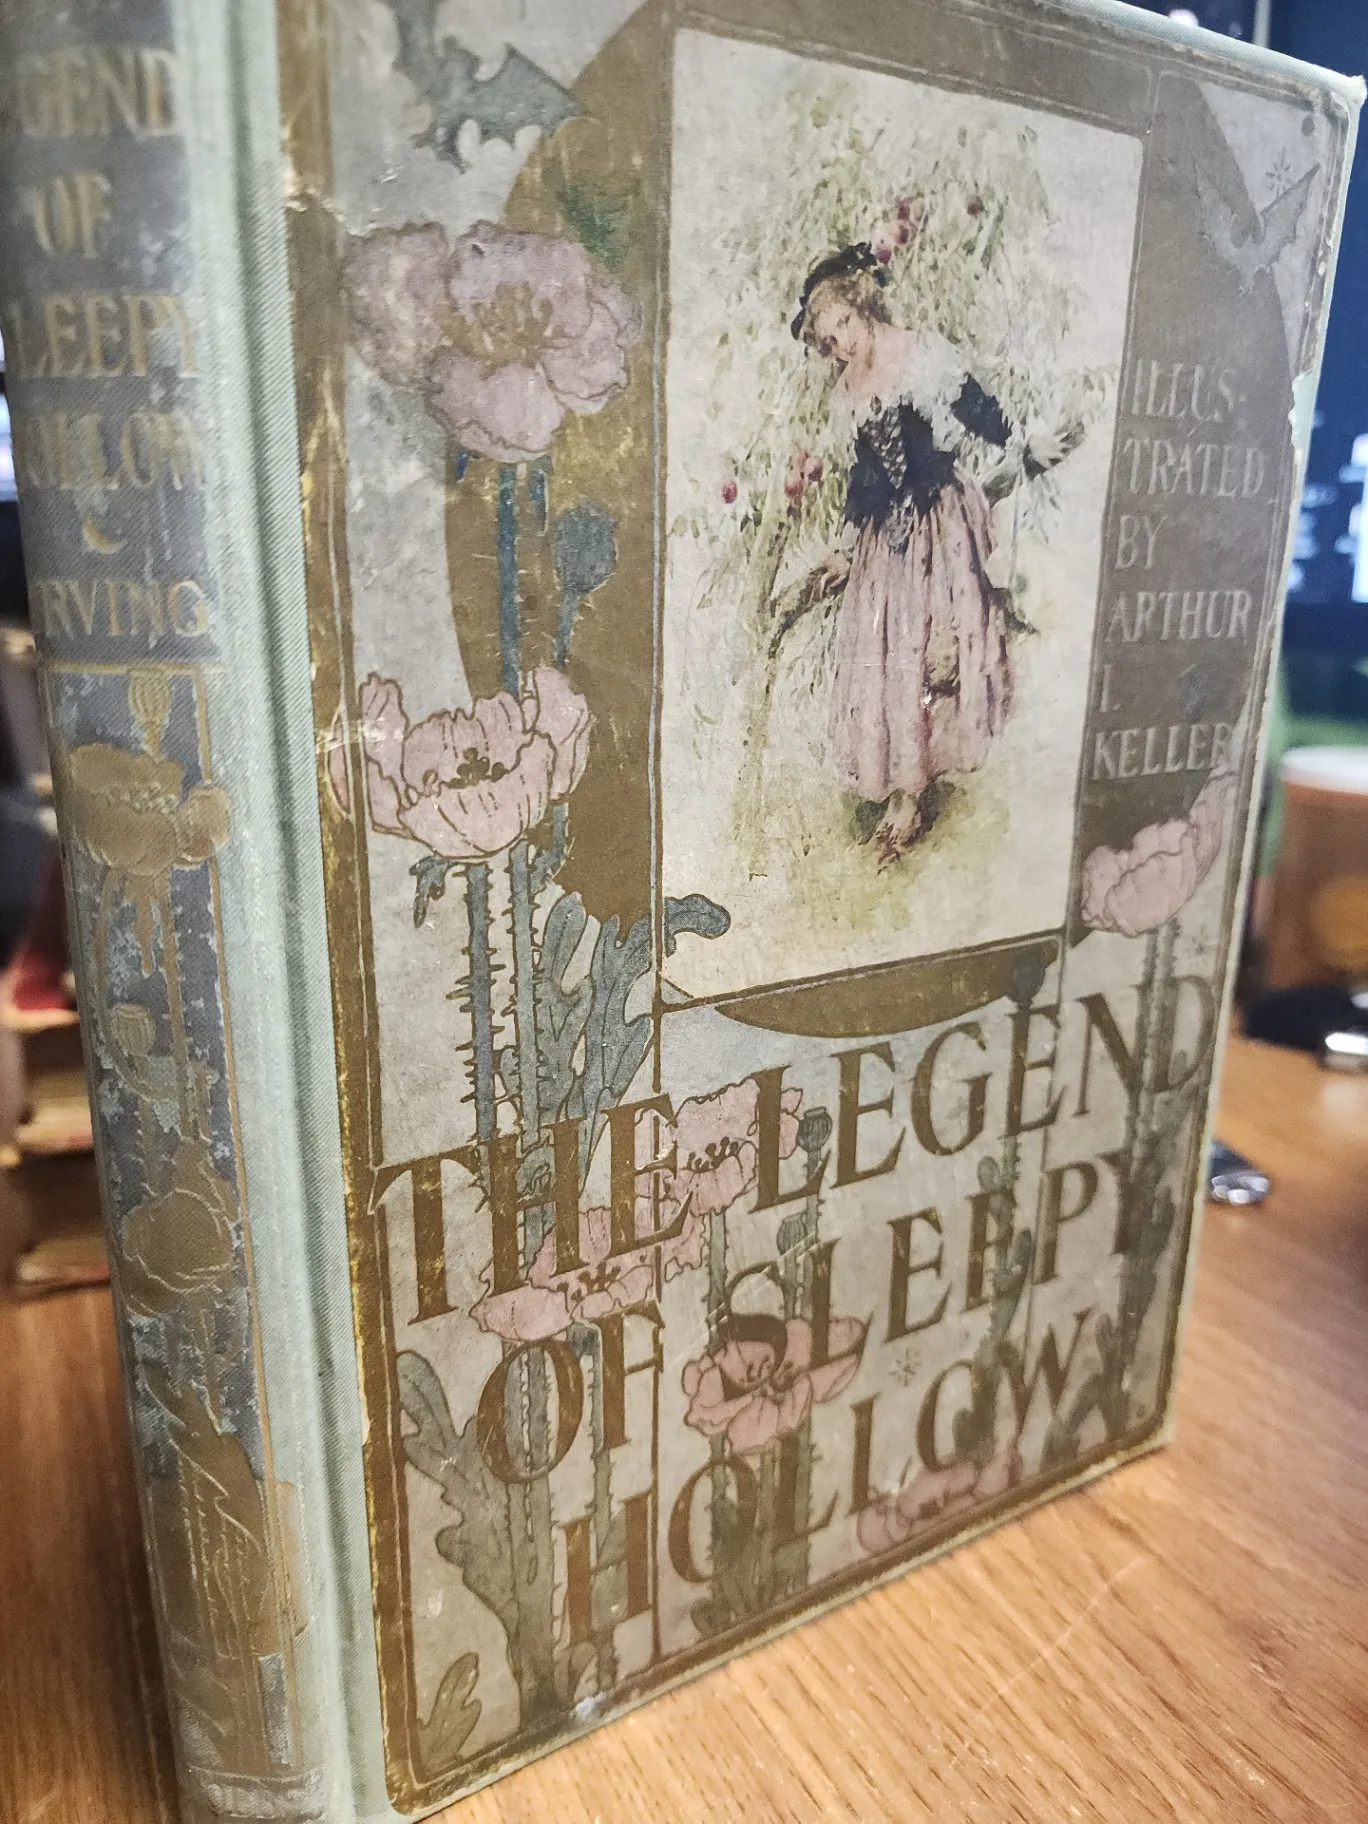 LEGEND
OF
SLEEPY
HOLLOW
IRVING
ILLUS-
TRATED
BY
ARTHUR
I.
KELLER
THE LEGEND
OF SLEEPY
HOLLOW